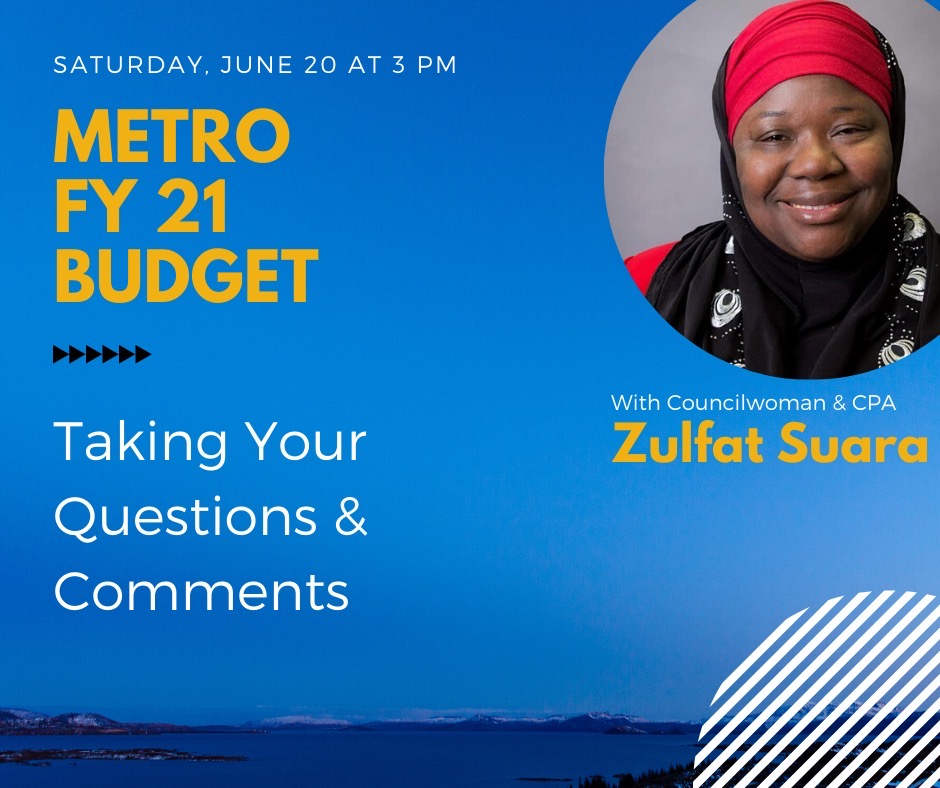 SATURDAY, JUNE 20 AT 3 PM
METRO
FY 21
BUDGET
Taking Your
Questions &
Comments
With Councilwoman & CPA
Zulfat Suara